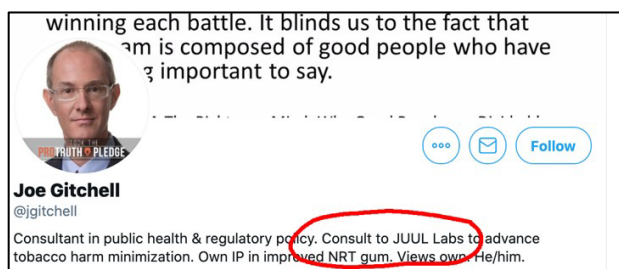 winning each battle. It blinds us to the fact that
am is composed of good people who have
g important to say.
PRO TRUTH PLEDGE
Follow
Joe Gitchell
@jgitchell
Consultant in public health & regulatory policy. Consult to JUUL Labs to advance
tobacco harm minimization. Own IP in improved NRT gum. Views own. He/him.